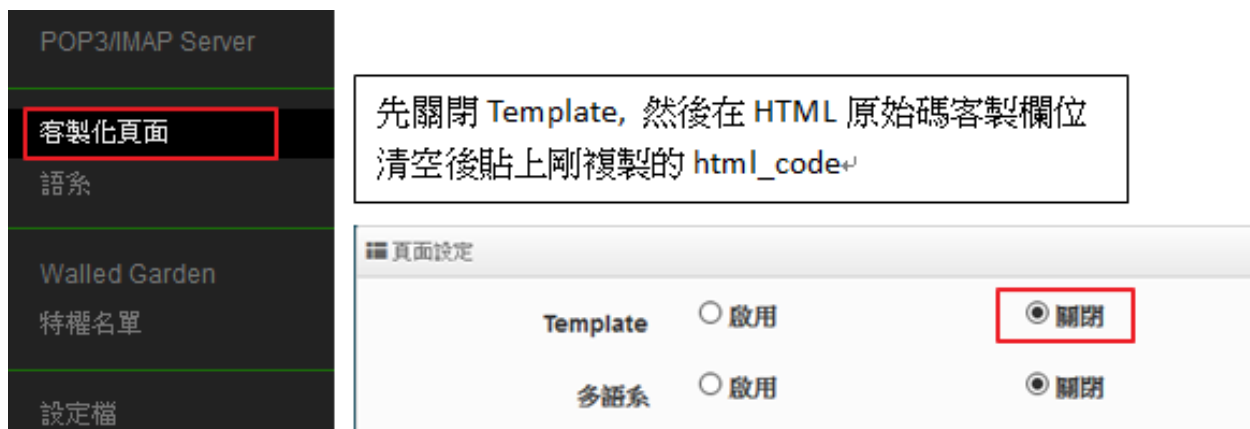 POP3/IMAP Server
客製化頁面
語系
Walled Garden
特權名單
設定檔
先關閉 Template, 然後在 HTML 原始碼客製欄位
清空後貼上剛複製的 html_code↵
頁面設定
Template 啟用 關閉
多語系 啟用 關閉